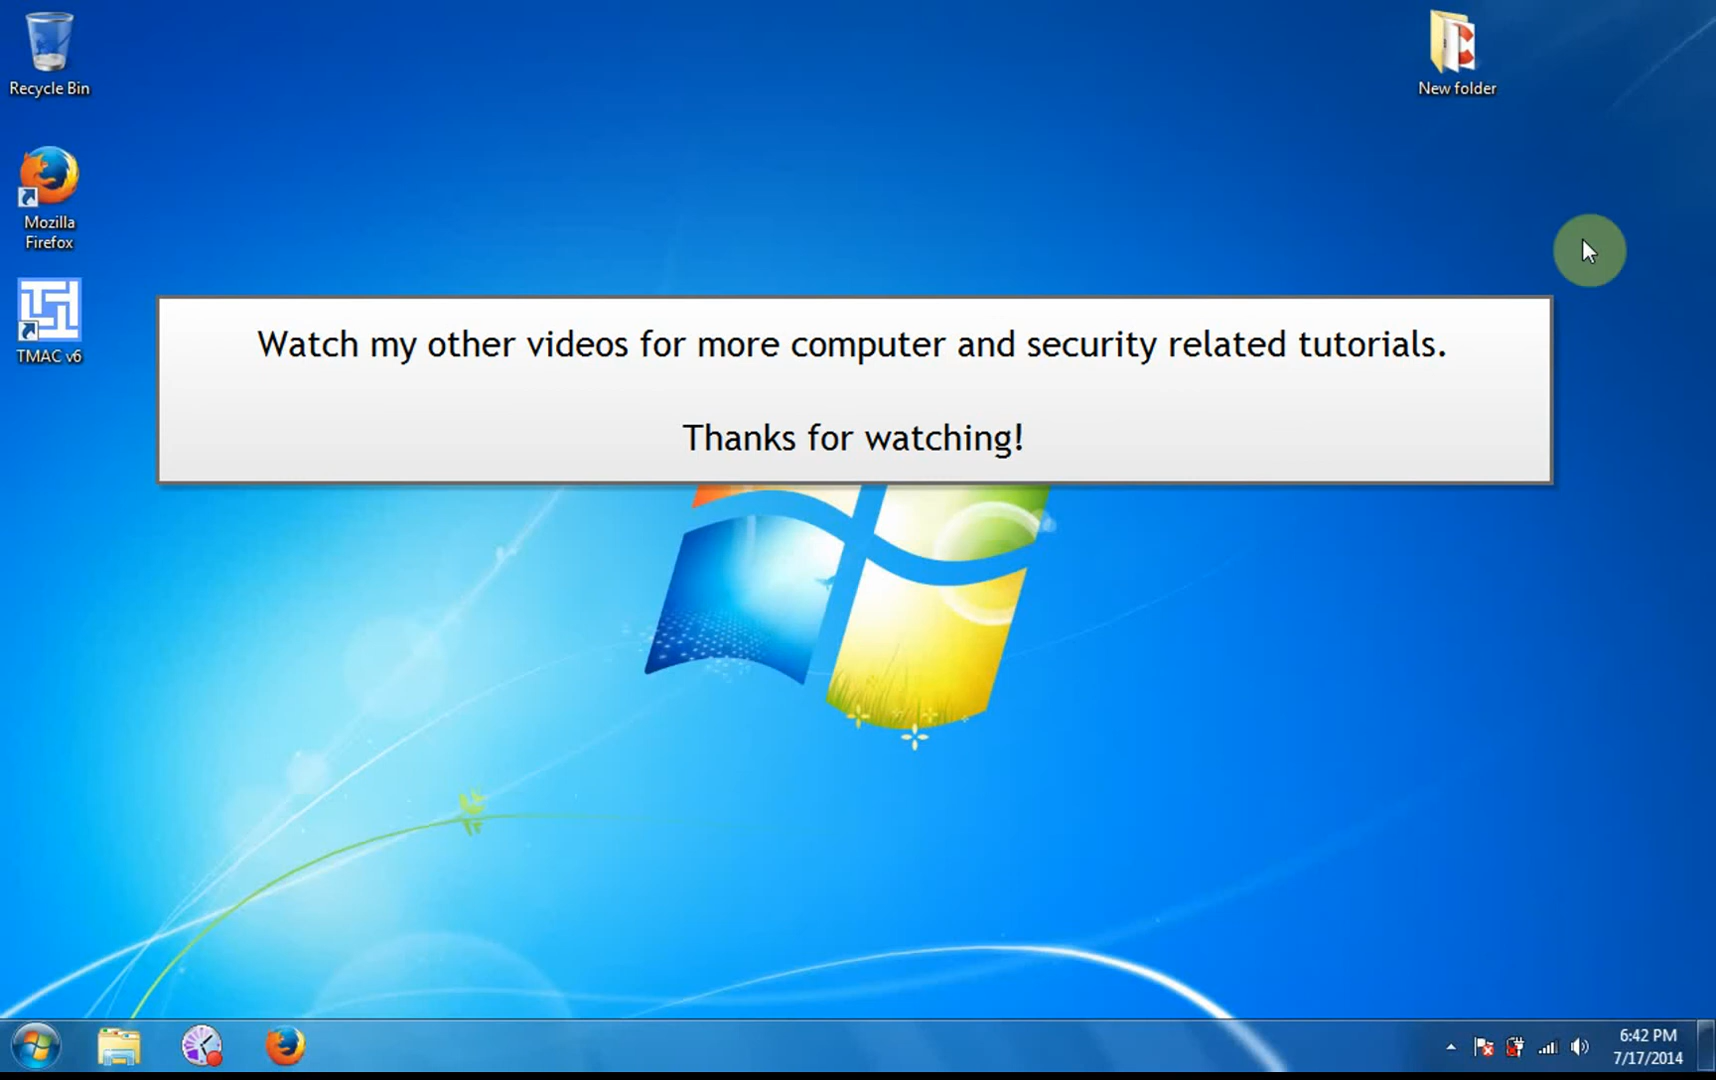 Recycle Bin
New folder
Mozilla
Firefox
TMAC v6
Watch my other videos for more computer and security related tutorials.
Thanks for watching!
6:42 PM
7/17/2014